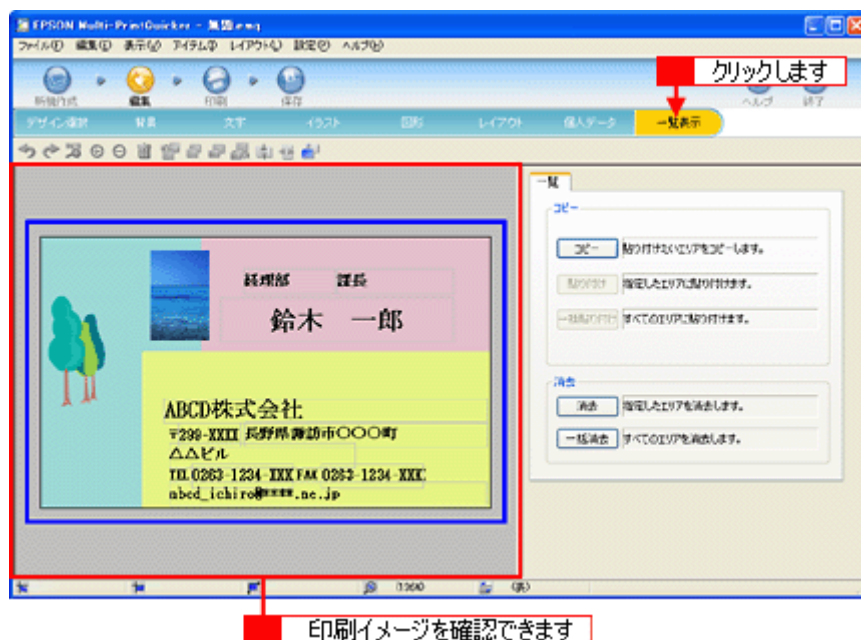 EPSON Multi-PrintQuicker - 無題.emq
ファイル(F) 編集(E) 表示(V) アイテム(I) レイアウト(L) 設定(O) ヘルプ(H)
クリックします
新規作成 編集 印刷 保存 ヘルプ 終了
デザイン選択 背景 文字 イラスト 図形 レイアウト 個人データ 一覧表示
一覧
コピー
コピー 貼り付けたいエリアをコピーします。
貼り付け 指定したエリアに貼り付けます。
一括貼り付け すべてのエリアに貼り付けます。
消去
消去 指定したエリアを消去します。
一括消去 すべてのエリアを消去します。
経理部 課長
鈴木 一郎
ABCD株式会社
〒299-XXXX 長野県諏訪市〇〇〇町
△△ビル
TEL 0263-1234-XXX FAX 0263-1234-XXX
abcd_ichiro@****.ne.jp
(表)
印刷イメージを確認できます